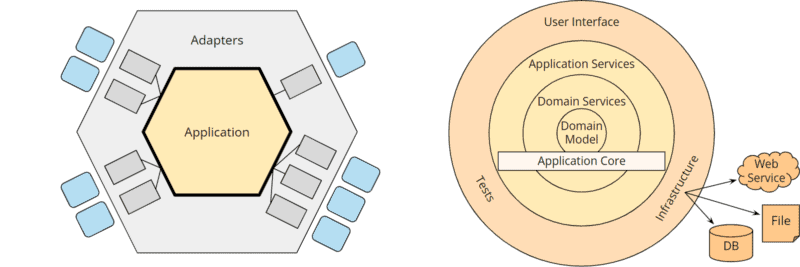 Adapters
Application
User Interface
Application Services
Domain Services
Domain
Model
Application Core
Tests
Infrastructure
Web
Service
File
DB